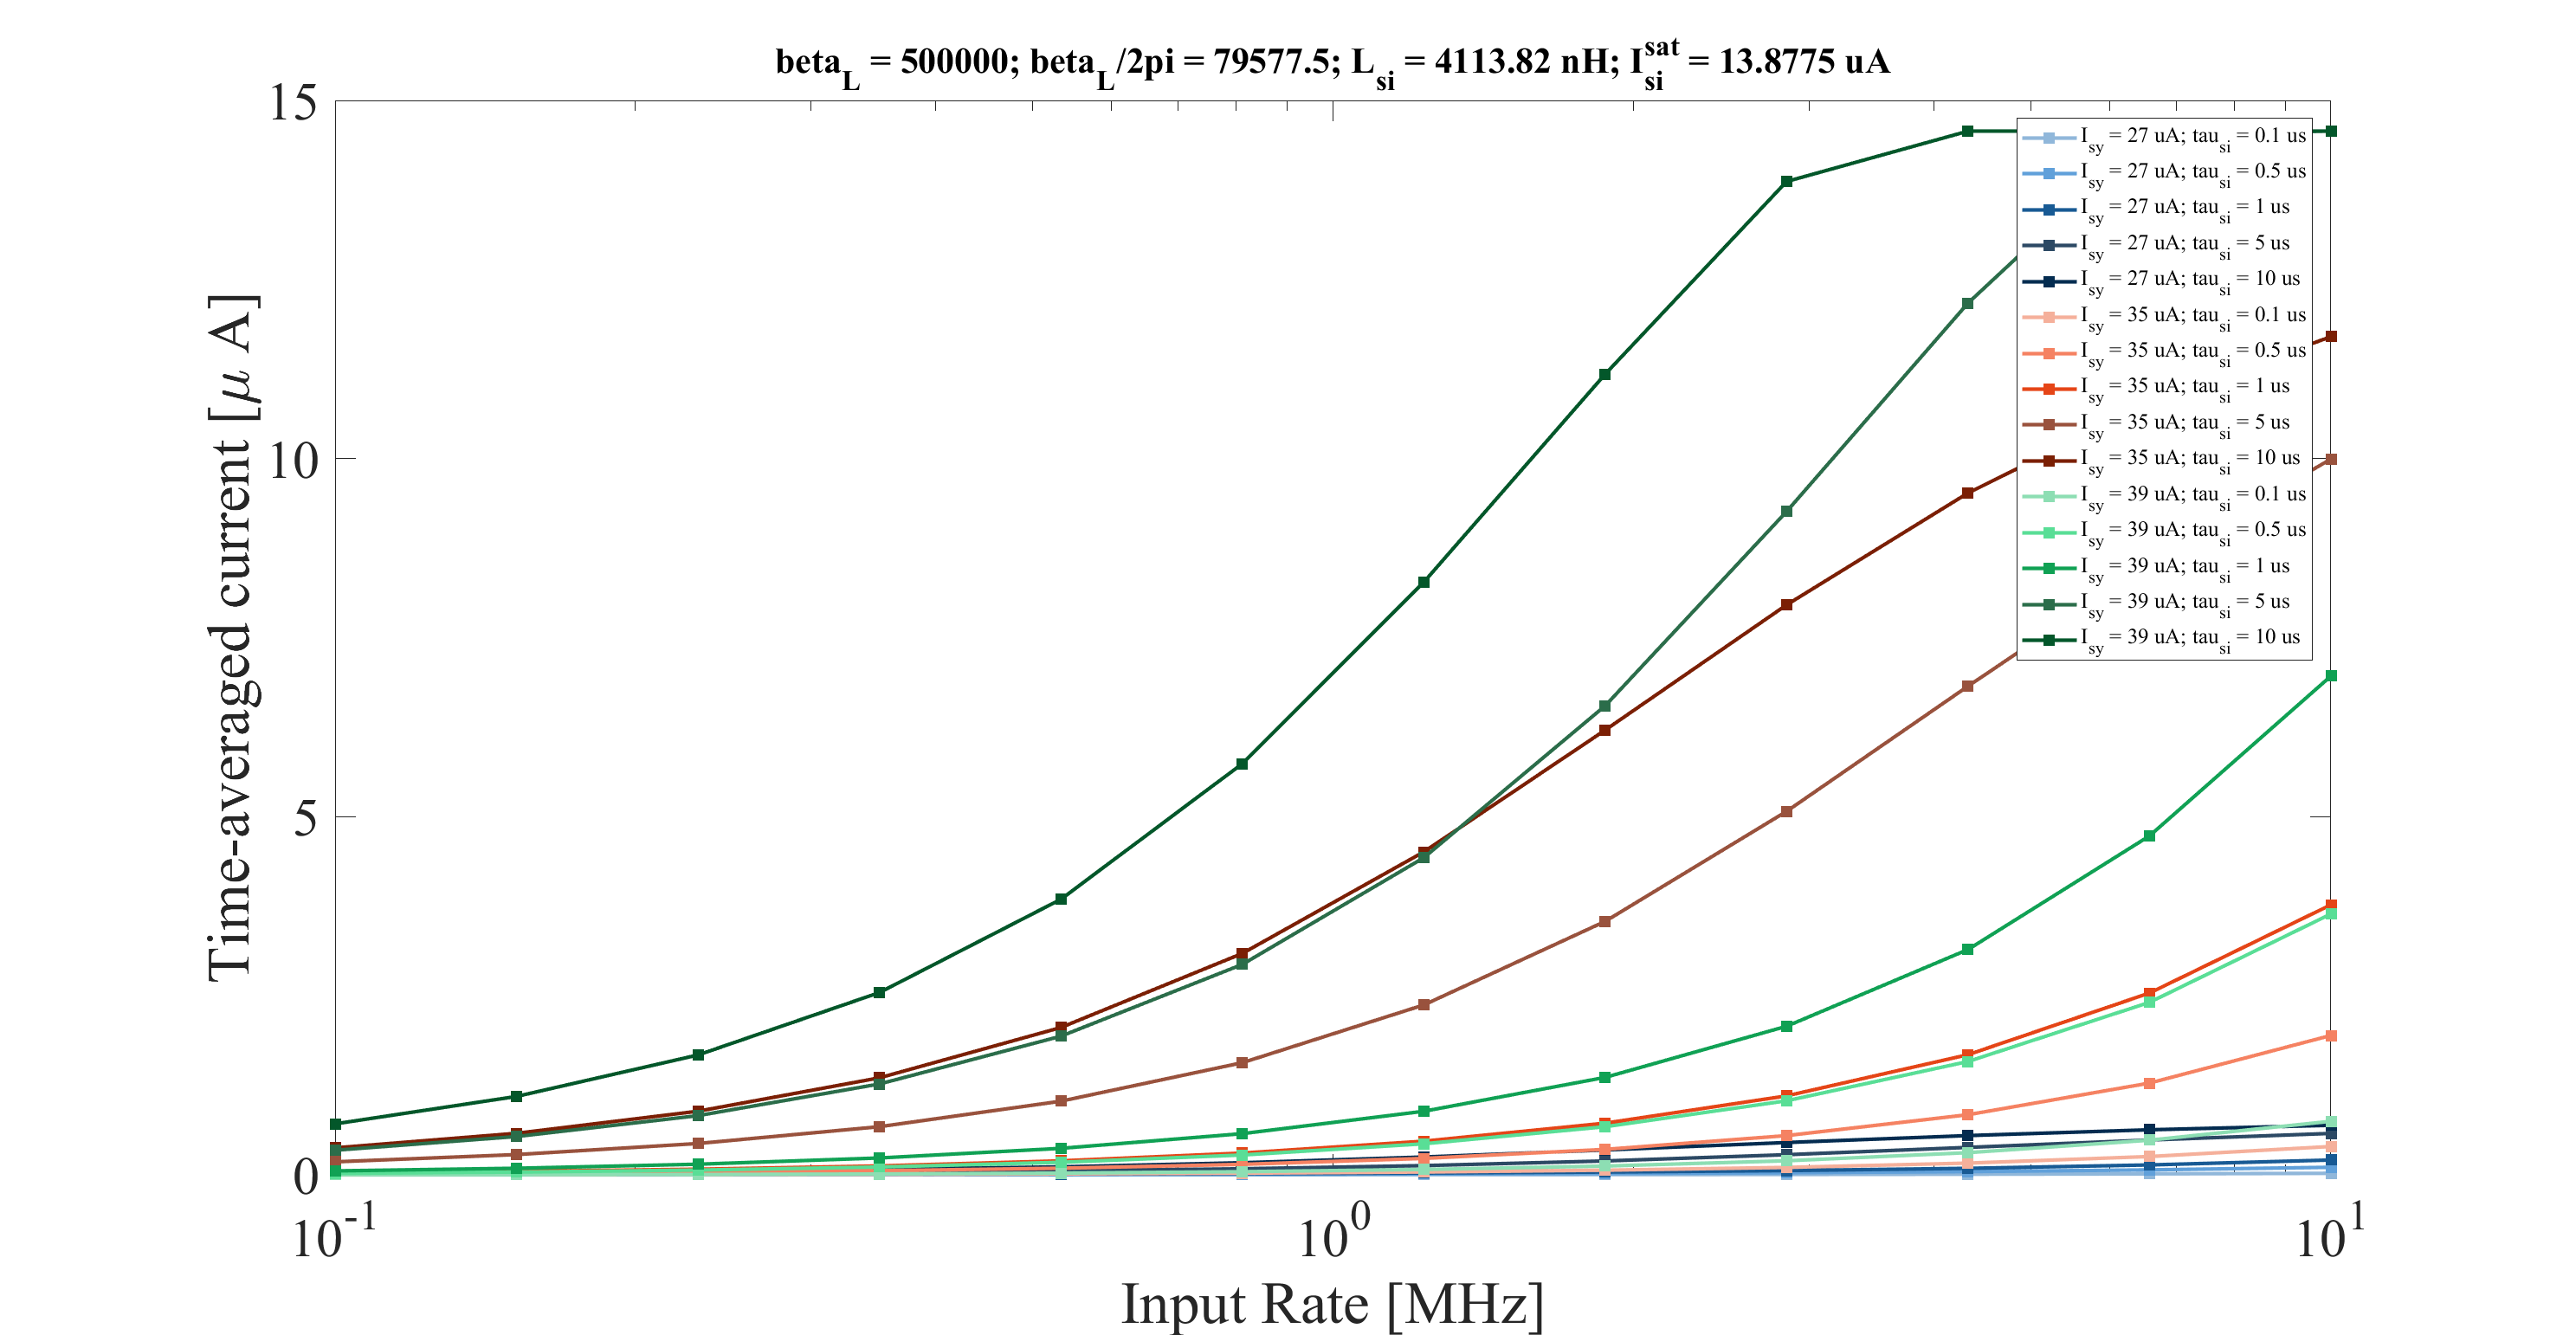 beta_L = 500000; beta_L/2pi = 79577.5; L_si = 4113.82 nH; I_si^sat = 13.8775 uA
15
10
5
0
Time-averaged current [μ A]
I_sy = 27 uA; tau_si = 0.1 us
I_sy = 27 uA; tau_si = 0.5 us
I_sy = 27 uA; tau_si = 1 us
I_sy = 27 uA; tau_si = 5 us
I_sy = 27 uA; tau_si = 10 us
I_sy = 35 uA; tau_si = 0.1 us
I_sy = 35 uA; tau_si = 0.5 us
I_sy = 35 uA; tau_si = 1 us
I_sy = 35 uA; tau_si = 5 us
I_sy = 35 uA; tau_si = 10 us
I_sy = 39 uA; tau_si = 0.1 us
I_sy = 39 uA; tau_si = 0.5 us
I_sy = 39 uA; tau_si = 1 us
I_sy = 39 uA; tau_si = 5 us
I_sy = 39 uA; tau_si = 10 us
10^-1 10^0 10^1
Input Rate [MHz]